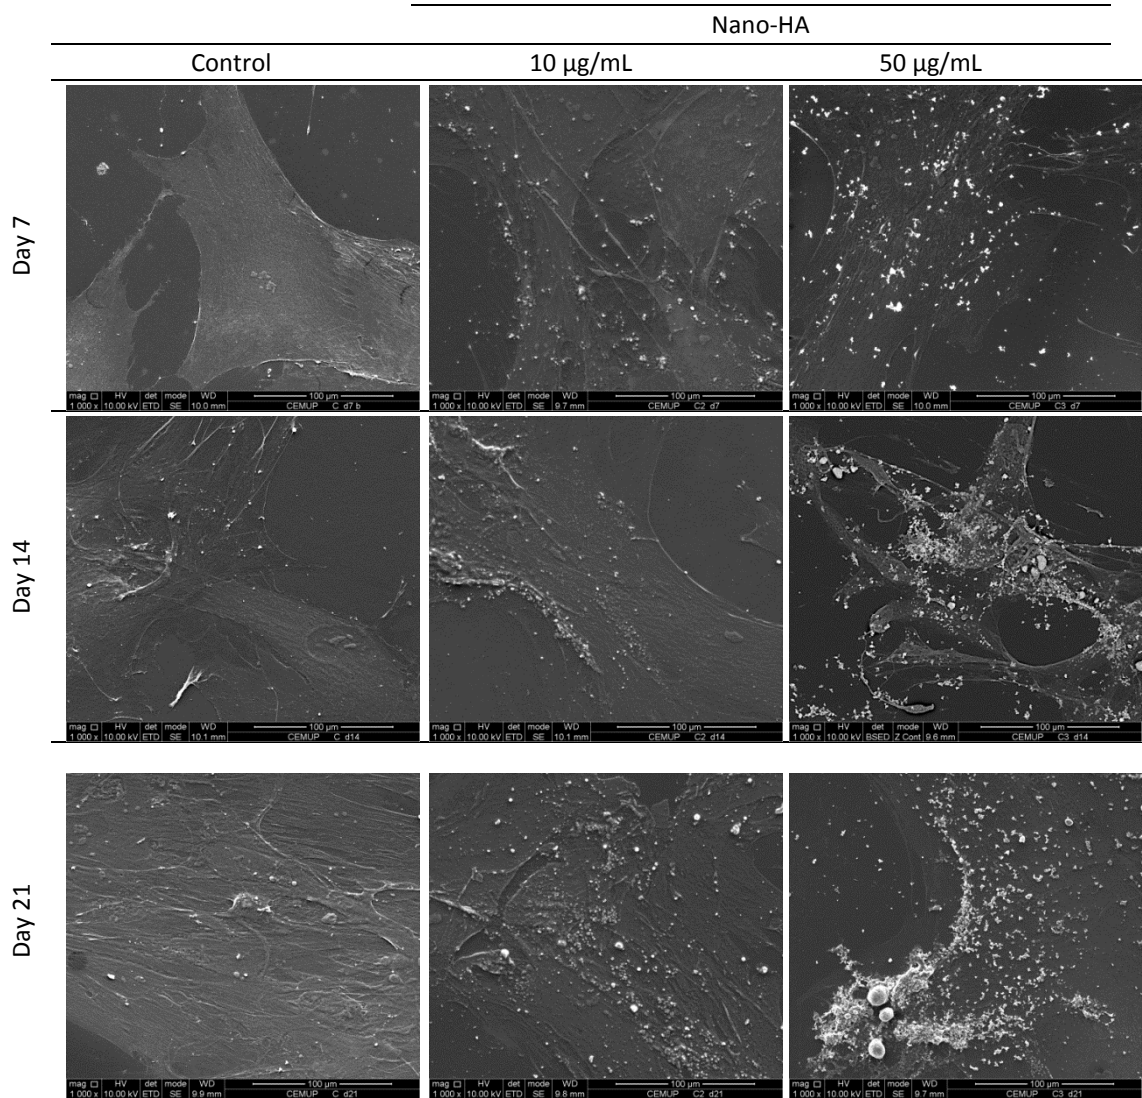 Nano-HA
Control 10 µg/mL 50 µg/mL
Day 7
mag HV det mode WD 100 µm
1 000 x 10.00 kV ETD SE 10.0 mm CEMUP C d7 b
mag HV det mode WD 100 µm
1 000 x 10.00 kV ETD SE 9.7 mm CEMUP C2 d7
mag HV det mode WD 100 µm
1 000 x 10.00 kV ETD SE 10.0 mm CEMUP C3 d7
Day 14
mag HV det mode WD 100 µm
1 000 x 10.00 kV ETD SE 10.1 mm CEMUP C d14
mag HV det mode WD 100 µm
1 000 x 10.00 kV ETD SE 10.1 mm CEMUP C2 d14
mag HV det mode WD 100 µm
1 000 x 10.00 kV BSED Z Cont 9.6 mm CEMUP C3 d14
Day 21
mag HV det mode WD 100 µm
1 000 x 10.00 kV ETD SE 9.9 mm CEMUP C d21
mag HV det mode WD 100 µm
1 000 x 10.00 kV ETD SE 9.8 mm CEMUP C2 d21
mag HV det mode WD 100 µm
1 000 x 10.00 kV ETD SE 9.7 mm CEMUP C3 d21